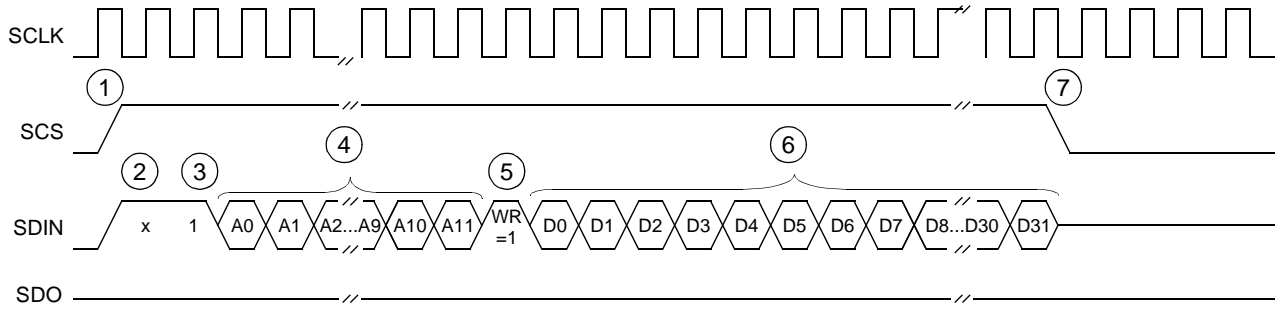 SCLK
1
7
SCS
2
3
4
5
6
SDIN
x 1 A0 A1 A2...A9 A10 A11 WR =1 D0 D1 D2 D3 D4 D5 D6 D7 D8...D30 D31
SDO